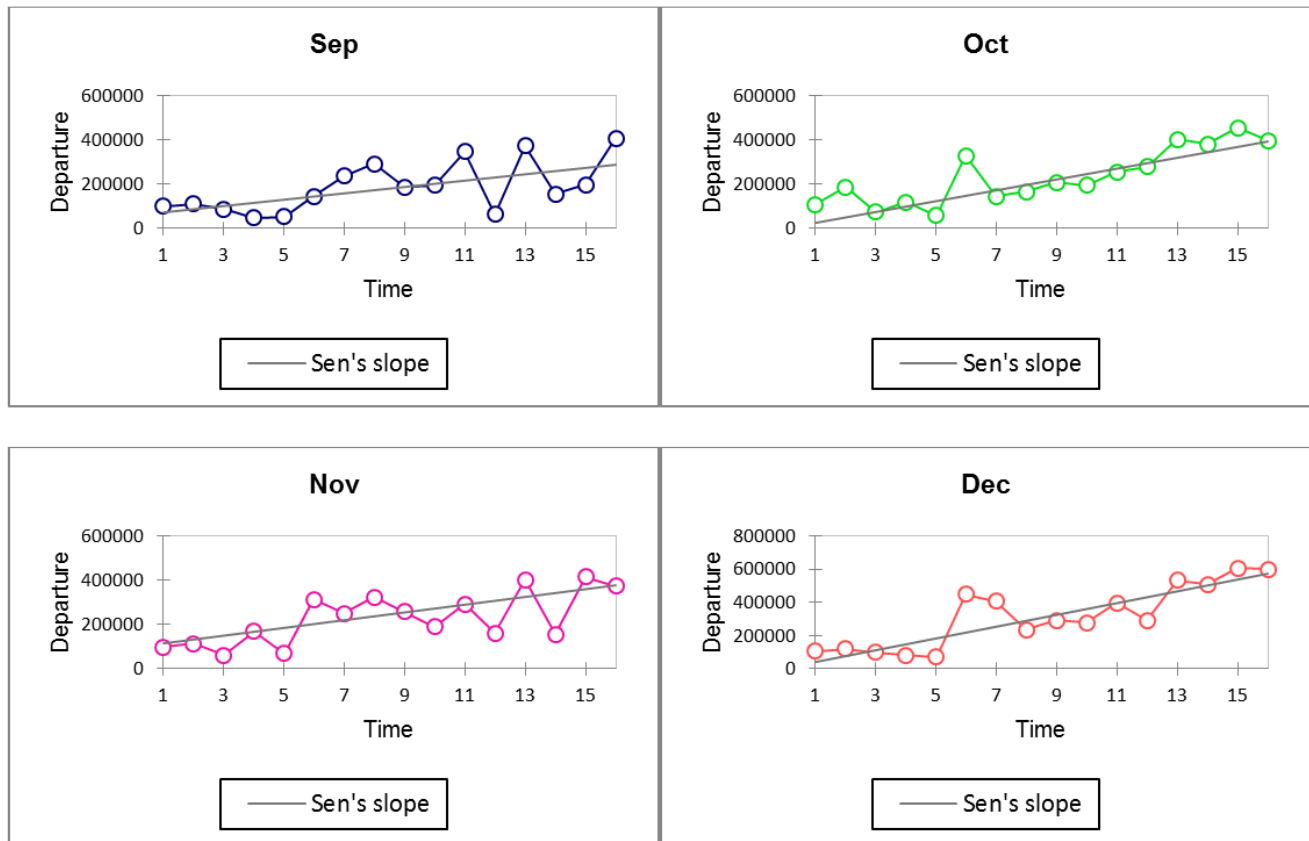 Sep
600000
400000
200000
0
Departure
1 3 5 7 9 11 13 15
Time
Sen's slope
Oct
600000
400000
200000
0
Departure
1 3 5 7 9 11 13 15
Time
Sen's slope
Nov
600000
400000
200000
0
Departure
1 3 5 7 9 11 13 15
Time
Sen's slope
Dec
800000
600000
400000
200000
0
Departure
1 3 5 7 9 11 13 15
Time
Sen's slope